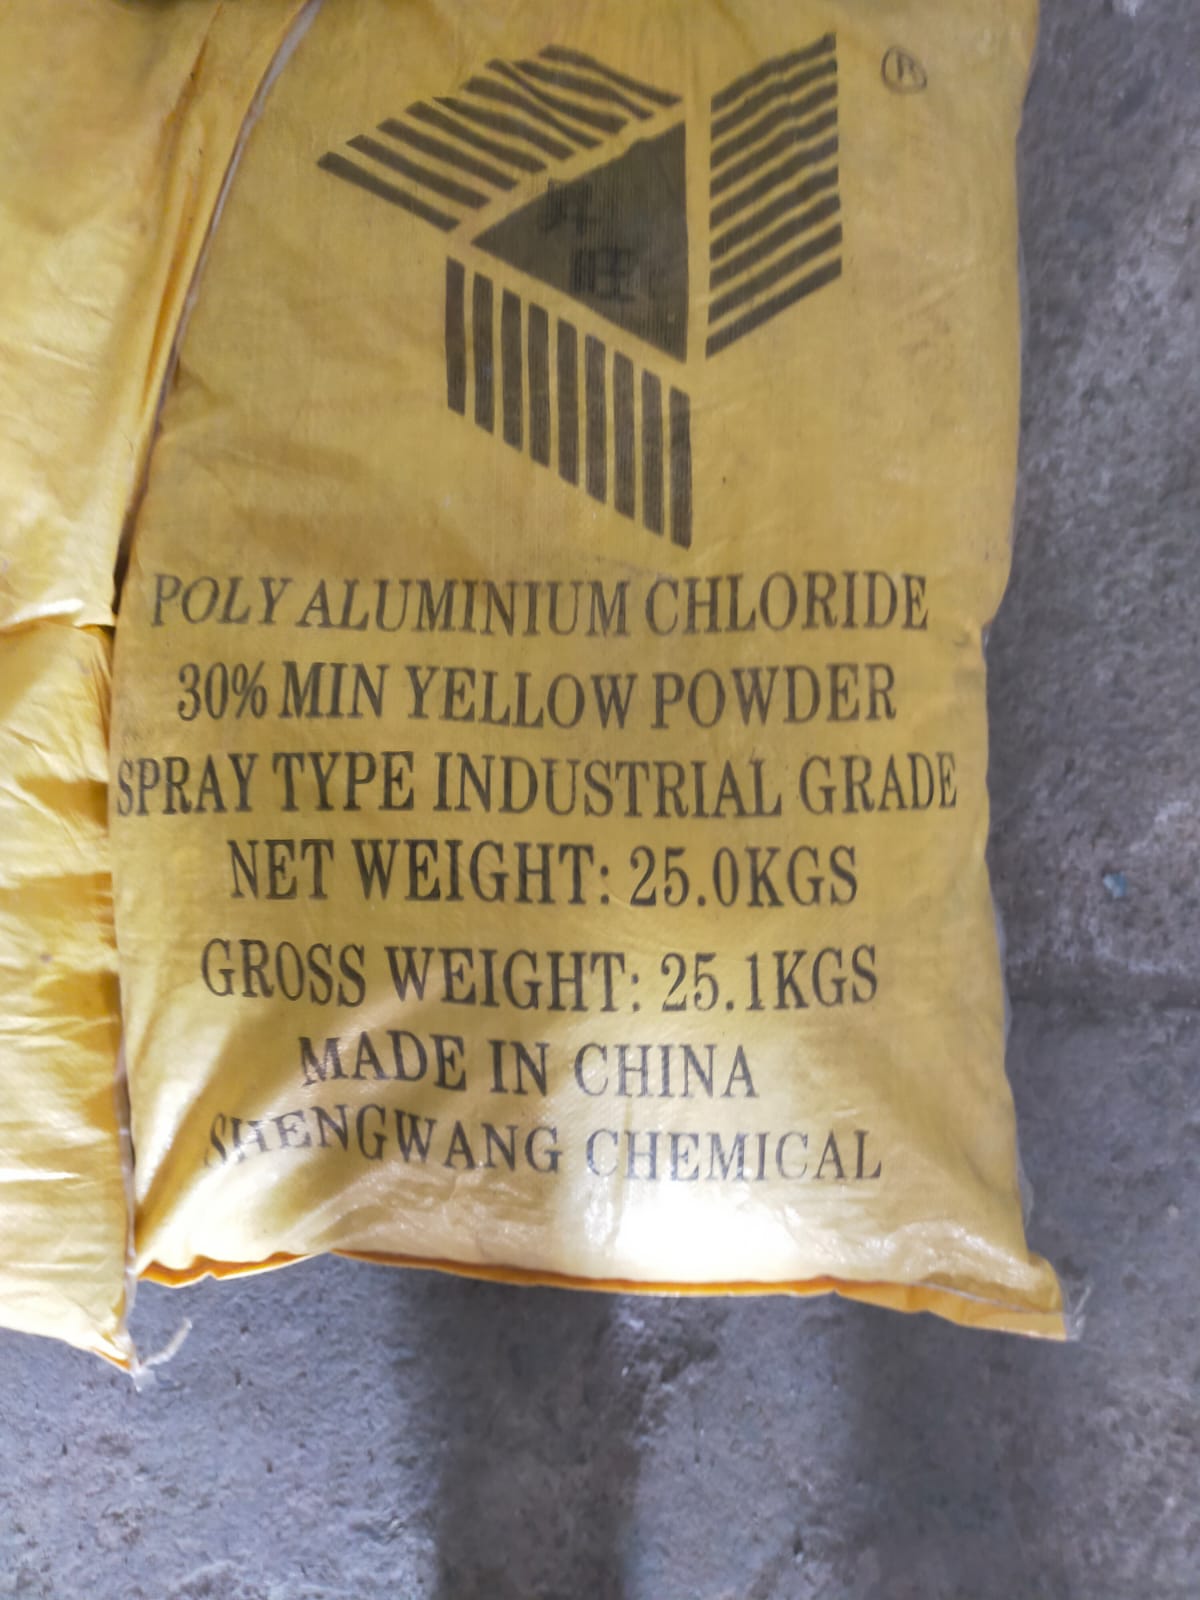 ®
POLY ALUMINIUM CHLORIDE
30% MIN YELLOW POWDER
SPRAY TYPE INDUSTRIAL GRADE
NET WEIGHT: 25.0KGS
GROSS WEIGHT: 25.1KGS
MADE IN CHINA
SHENGWANG CHEMICAL